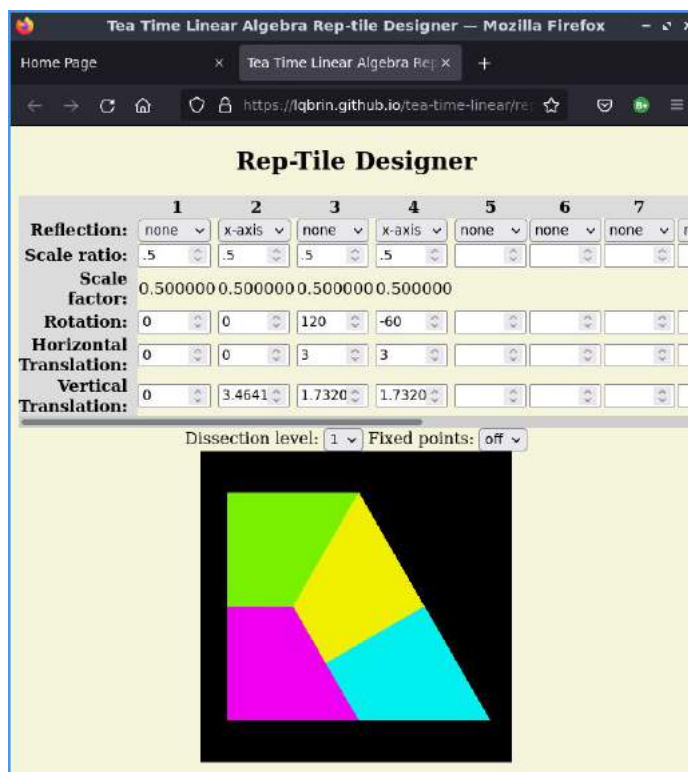 Tea Time Linear Algebra Rep-tile Designer — Mozilla Firefox
Home Page
Tea Time Linear Algebra Rep
https://lqbrin.github.io/tea-time-linear/re
Rep-Tile Designer
1 2 3 4 5 6 7
Reflection: none x-axis none x-axis none none none
Scale ratio: .5 .5 .5 .5
Scale
factor: 0.500000 0.500000 0.500000 0.500000
Rotation: 0 0 120 -60
Horizontal
Translation: 0 0 3 3
Vertical
Translation: 0 3.4641 1.7320 1.7320
Dissection level: 1 Fixed points: off